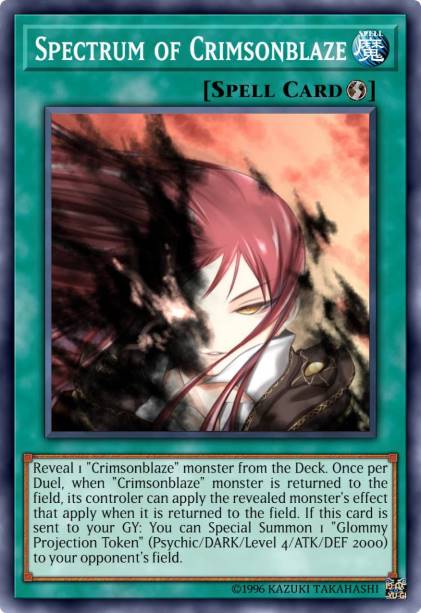 SPECTRUM OF CRIMSONBLAZE
SPELL
魔
[SPELL CARD]
Reveal 1 "Crimsonblaze" monster from the Deck. Once per
Duel, when "Crimsonblaze" monster is returned to the
field, its controler can apply the revealed monster's effect
that apply when it is returned to the field. If this card is
sent to your GY: You can Special Summon 1 "Glommy
Projection Token" (Psychic/DARK/Level 4/ATK/DEF 2000)
to your opponent's field.
©1996 KAZUKI TAKAHASHI